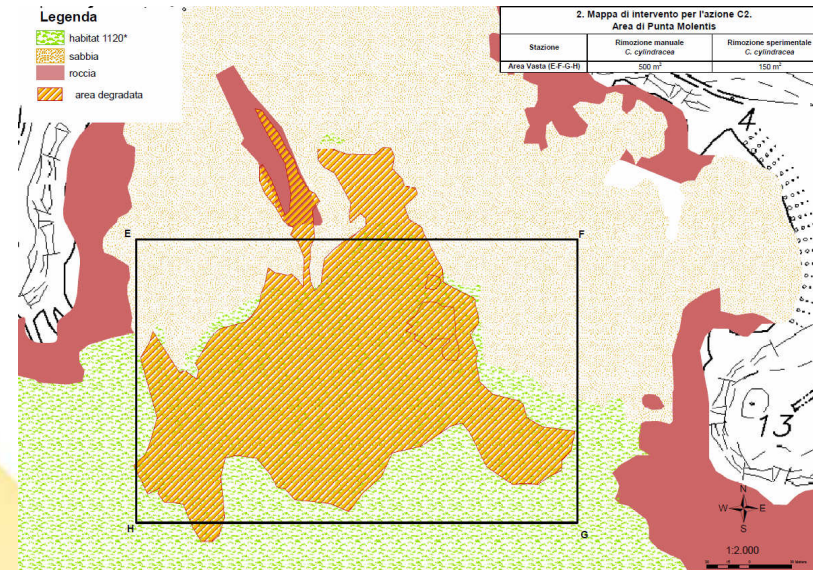 Legenda
habitat 1120*
sabbia
roccia
area degradata
2. Mappa di intervento per l'azione C2.
Area di Punta Molentis
Stazione
Rimozione manuale
C. cylindracea
Rimozione sperimentale
C. cylindracea
Area Vasta (E-F-G-H)
500 m²
150 m²
4
E
F
13
N
W
E
S
H
G
1:2.000